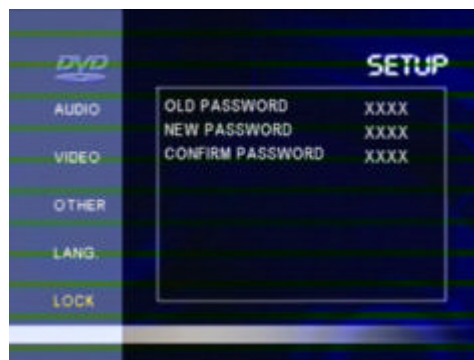 DVD
SETUP
AUDIO
VIDEO
OTHER
LANG.
LOCK
OLD PASSWORD XXXX
NEW PASSWORD XXXX
CONFIRM PASSWORD XXXX